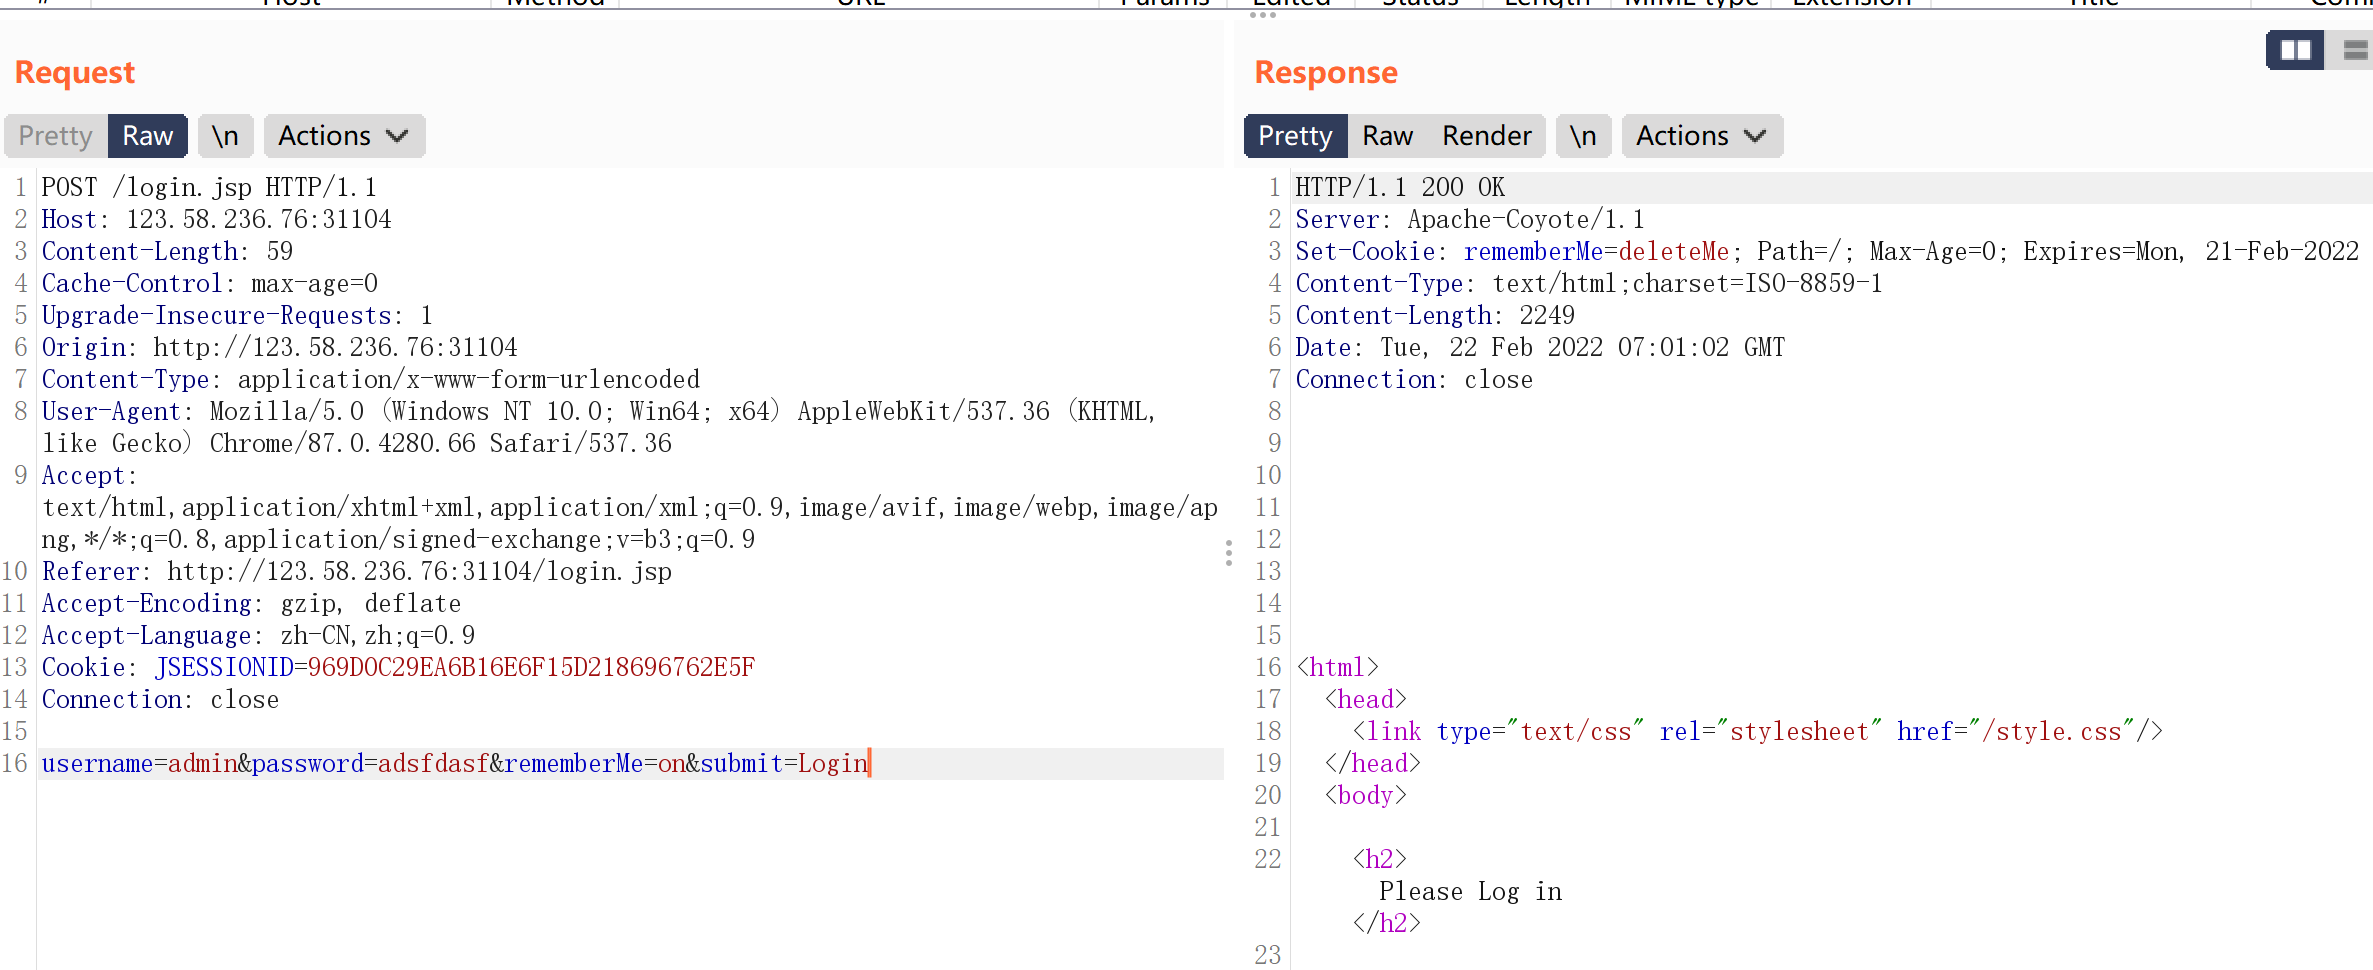 # Host Method URL Params Edited Status Length MIME type Extension Title
Request
Pretty Raw \n Actions
1 POST /login.jsp HTTP/1.1
2 Host: 123.58.236.76:31104
3 Content-Length: 59
4 Cache-Control: max-age=0
5 Upgrade-Insecure-Requests: 1
6 Origin: http://123.58.236.76:31104
7 Content-Type: application/x-www-form-urlencoded
8 User-Agent: Mozilla/5.0 (Windows NT 10.0; Win64; x64) AppleWebKit/537.36 (KHTML,
like Gecko) Chrome/87.0.4280.66 Safari/537.36
9 Accept:
text/html,application/xhtml+xml,application/xml;q=0.9,image/avif,image/webp,image/ap
ng,*/*;q=0.8,application/signed-exchange;v=b3;q=0.9
10 Referer: http://123.58.236.76:31104/login.jsp
11 Accept-Encoding: gzip, deflate
12 Accept-Language: zh-CN,zh;q=0.9
13 Cookie: JSESSIONID=969D0C29EA6B16E6F15D218696762E5F
14 Connection: close
15
16 username=admin&password=adsfdasf&rememberMe=on&submit=Login
Response
Pretty Raw Render \n Actions
1 HTTP/1.1 200 OK
2 Server: Apache-Coyote/1.1
3 Set-Cookie: rememberMe=deleteMe; Path=/; Max-Age=0; Expires=Mon, 21-Feb-2022
4 Content-Type: text/html;charset=ISO-8859-1
5 Content-Length: 2249
6 Date: Tue, 22 Feb 2022 07:01:02 GMT
7 Connection: close
8
9
10
11
12
13
14
15
16 <html>
17 <head>
18 <link type="text/css" rel="stylesheet" href="/style.css"/>
19 </head>
20 <body>
21
22 <h2>
Please Log in
</h2>
23